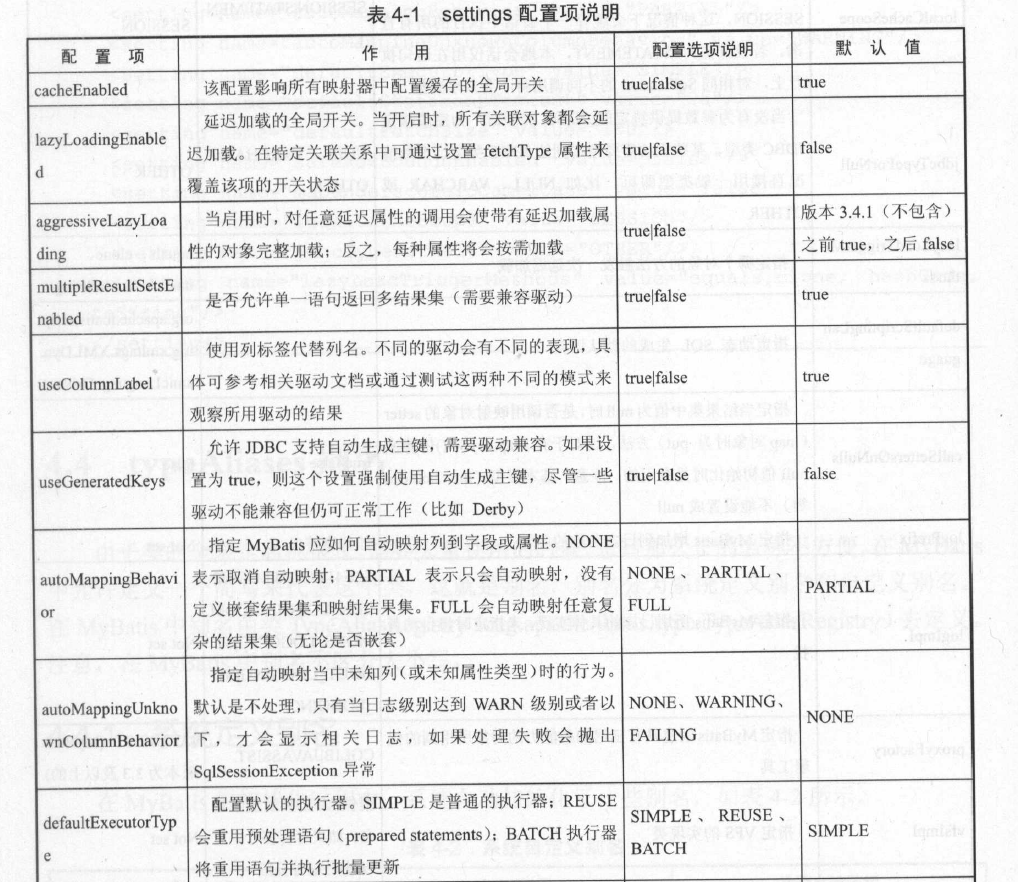 表 4-1 settings 配置项说明
配 置 项 作 用 配置选项说明 默 认 值
cacheEnabled 该配置影响所有映射器中配置缓存的全局开关 true|false true
lazyLoadingEnable
d
延迟加载的全局开关。当开启时，所有关联对象都会延
迟加载。在特定关联关系中可通过设置 fetchType 属性来
覆盖该项的开关状态
true|false false
aggressiveLazyLoa
ding
当启用时，对任意延迟属性的调用会使带有延迟加载属
性的对象完整加载；反之，每种属性将会按需加载
true|false
版本 3.4.1（不包含）
之前 true，之后 false
multipleResultSetsE
nabled
是否允许单一语句返回多结果集（需要兼容驱动） true|false true
useColumnLabel
使用列标签代替列名。不同的驱动会有不同的表现，具
体可参考相关驱动文档或通过测试这两种不同的模式来
观察所用驱动的结果
true|false true
useGeneratedKeys
允许 JDBC 支持自动生成主键，需要驱动兼容。如果设
置为 true，则这个设置强制使用自动生成主键，尽管一些
驱动不能兼容但仍可正常工作（比如 Derby）
true|false false
autoMappingBehavi
or
指定 MyBatis 应如何自动映射列到字段或属性。NONE
表示取消自动映射；PARTIAL 表示只会自动映射，没有
定义嵌套结果集和映射结果集。FULL 会自动映射任意复
杂的结果集（无论是否嵌套）
NONE 、 PARTIAL 、
FULL
PARTIAL
autoMappingUnkno
wnColumnBehavior
指定自动映射当中未知列（或未知属性类型）时的行为。
默认是不处理，只有当日志级别达到 WARN 级别或者以
下，才会显示相关日志，如果处理失败会抛出
SqlSessionException 异常
NONE、WARNING、
FAILING
NONE
defaultExecutorTyp
e
配置默认的执行器。SIMPLE 是普通的执行器；REUSE
会重用预处理语句（prepared statements）；BATCH 执行器
将重用语句并执行批量更新
SIMPLE 、 REUSE 、
BATCH
SIMPLE